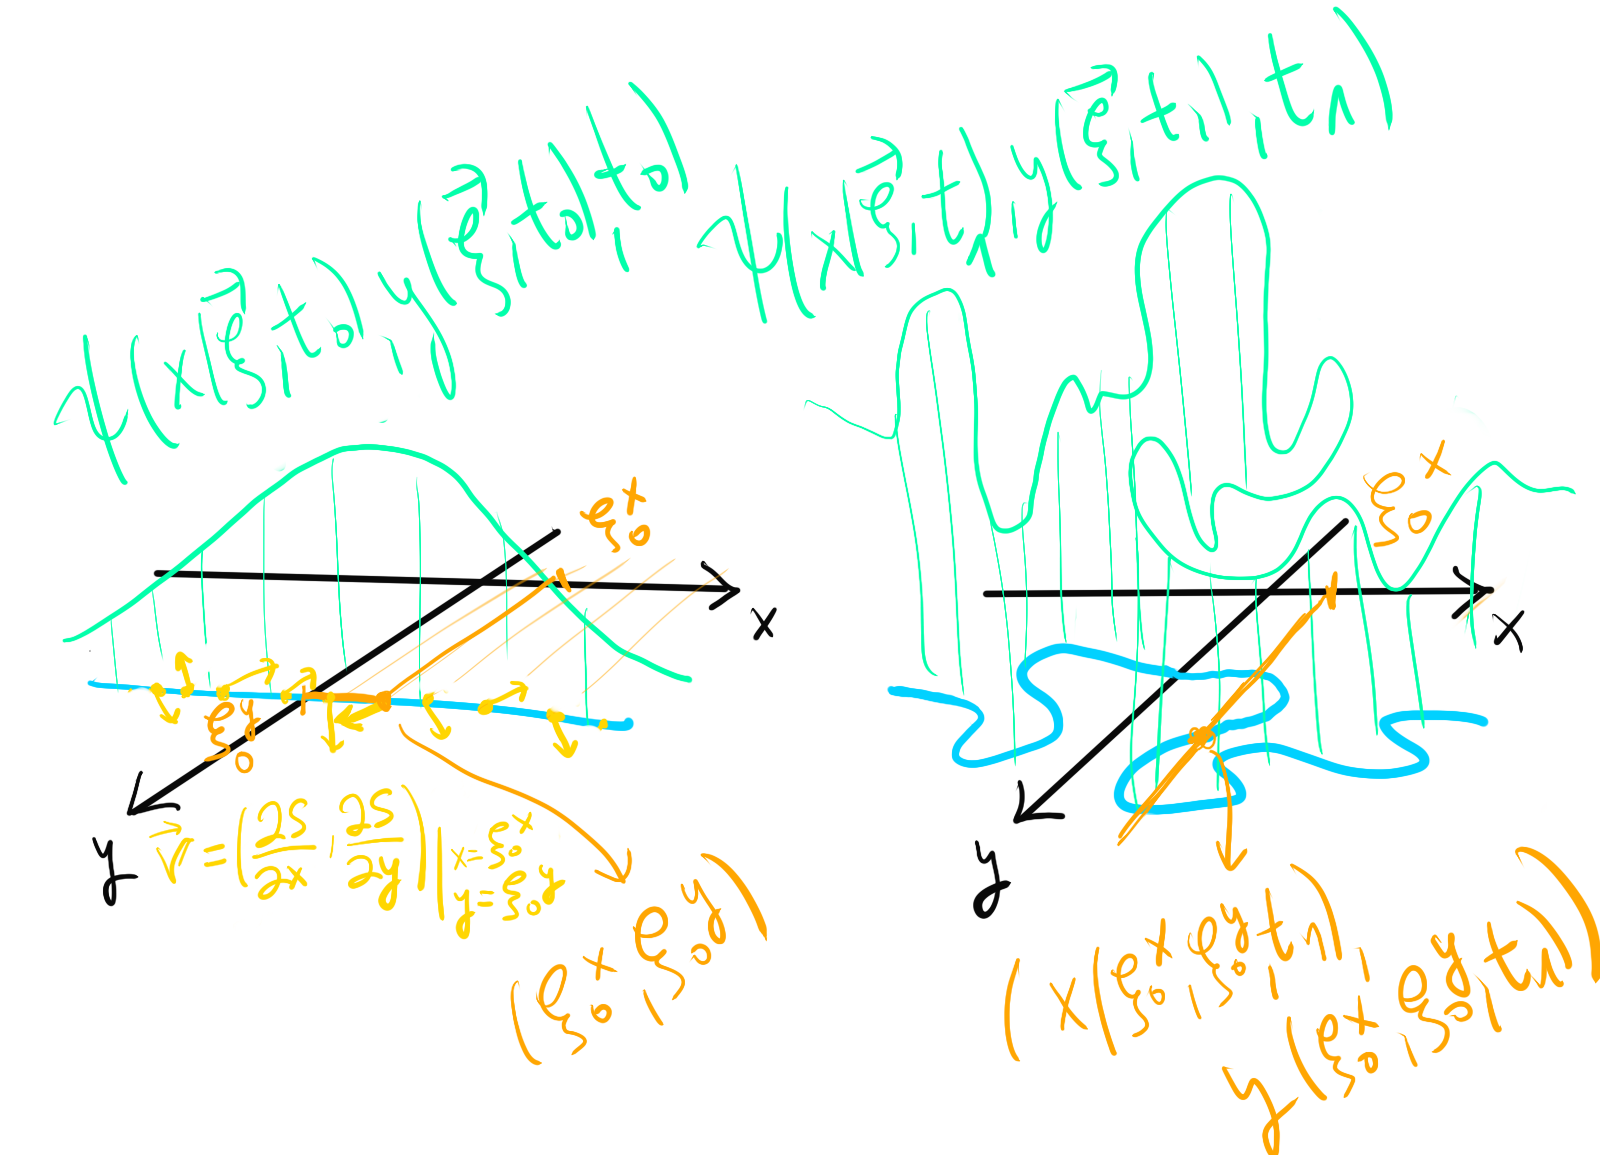 ψ(x(ξ⃗,t₀),y(ξ⃗,t₀),t₀)
ψ(x(ξ⃗,t₁),y(ξ⃗,t₁),t₁)
ξ₀ˣ
x
ξ₀ʸ
y
v⃗ = (∂S/∂x, ∂S/∂y)|x=ξ₀ˣ
y=ξ₀ʸ
(ξ₀ˣ,ξ₀ʸ)
ξ₀ˣ
x
y
(x(ξ₀ˣ,ξ₀ʸ,t₁),
y(ξ₀ˣ,ξ₀ʸ,t₁))